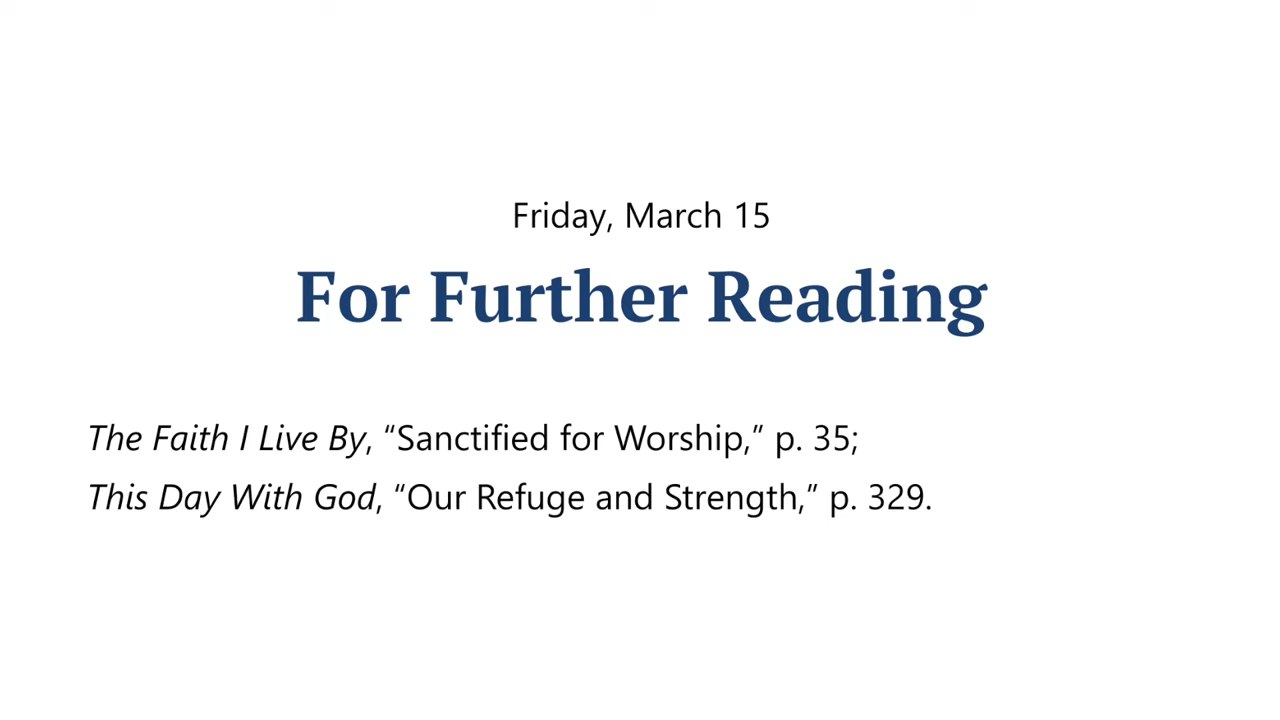 Friday, March 15
For Further Reading
The Faith I Live By, “Sanctified for Worship,” p. 35;
This Day With God, “Our Refuge and Strength,” p. 329.